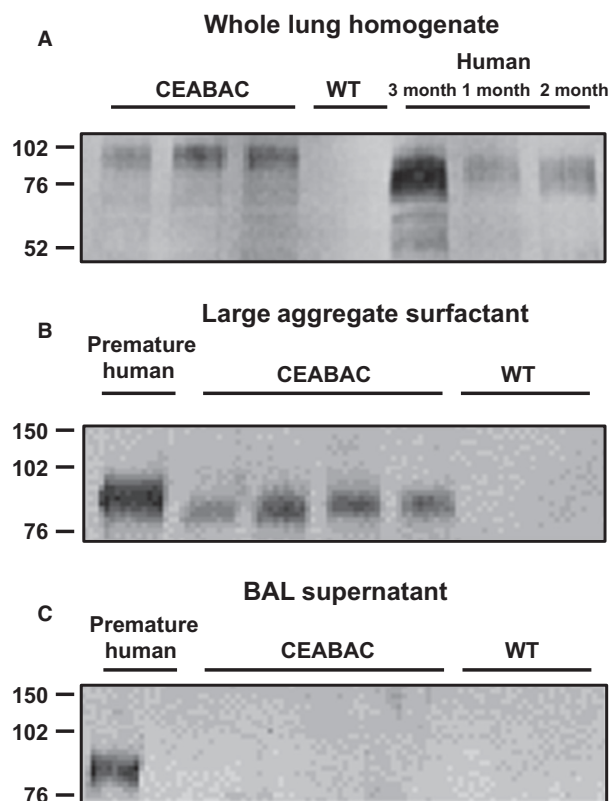 A
Whole lung homogenate
Human
CEABAC WT 3 month 1 month 2 month
102
76
52
B
Large aggregate surfactant
Premature
human
CEABAC
WT
150
102
76
C
BAL supernatant
Premature
human
CEABAC
WT
150
102
76